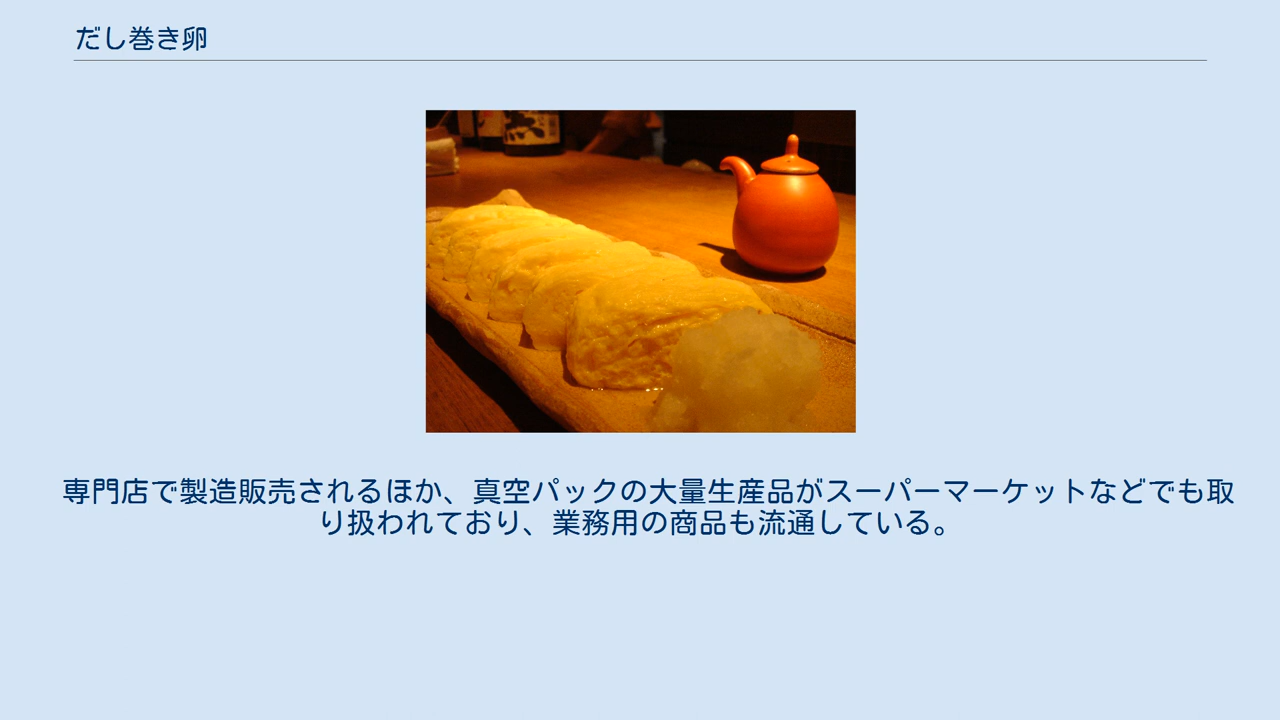 だし巻き卵
専門店で製造販売されるほか、真空パックの大量生産品がスーパーマーケットなどでも取
り扱われており、業務用の商品も流通している。